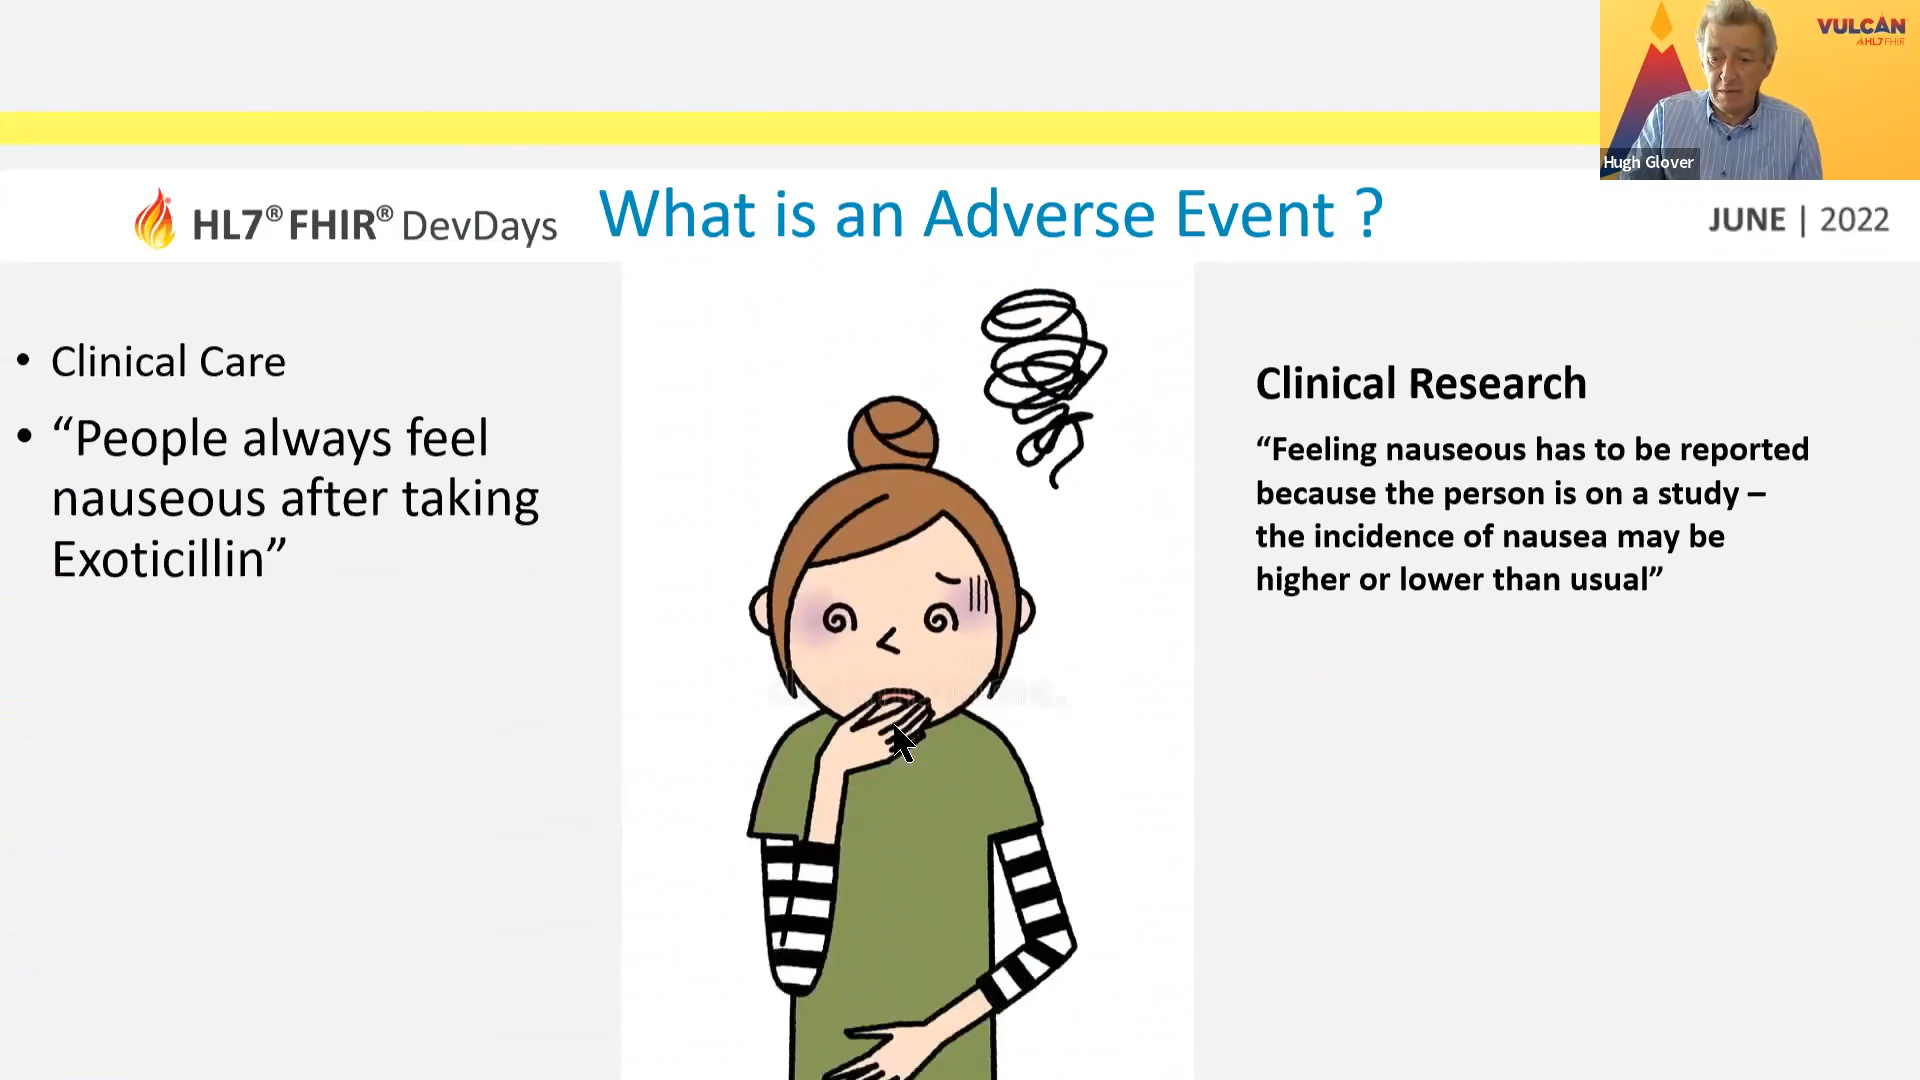 VULCAN
HL7 FHIR
Hugh Glover
HL7® FHIR® DevDays
What is an Adverse Event ?
JUNE | 2022
• Clinical Care
• “People always feel
nauseous after taking
Exoticillin”
Clinical Research
“Feeling nauseous has to be reported
because the person is on a study –
the incidence of nausea may be
higher or lower than usual”